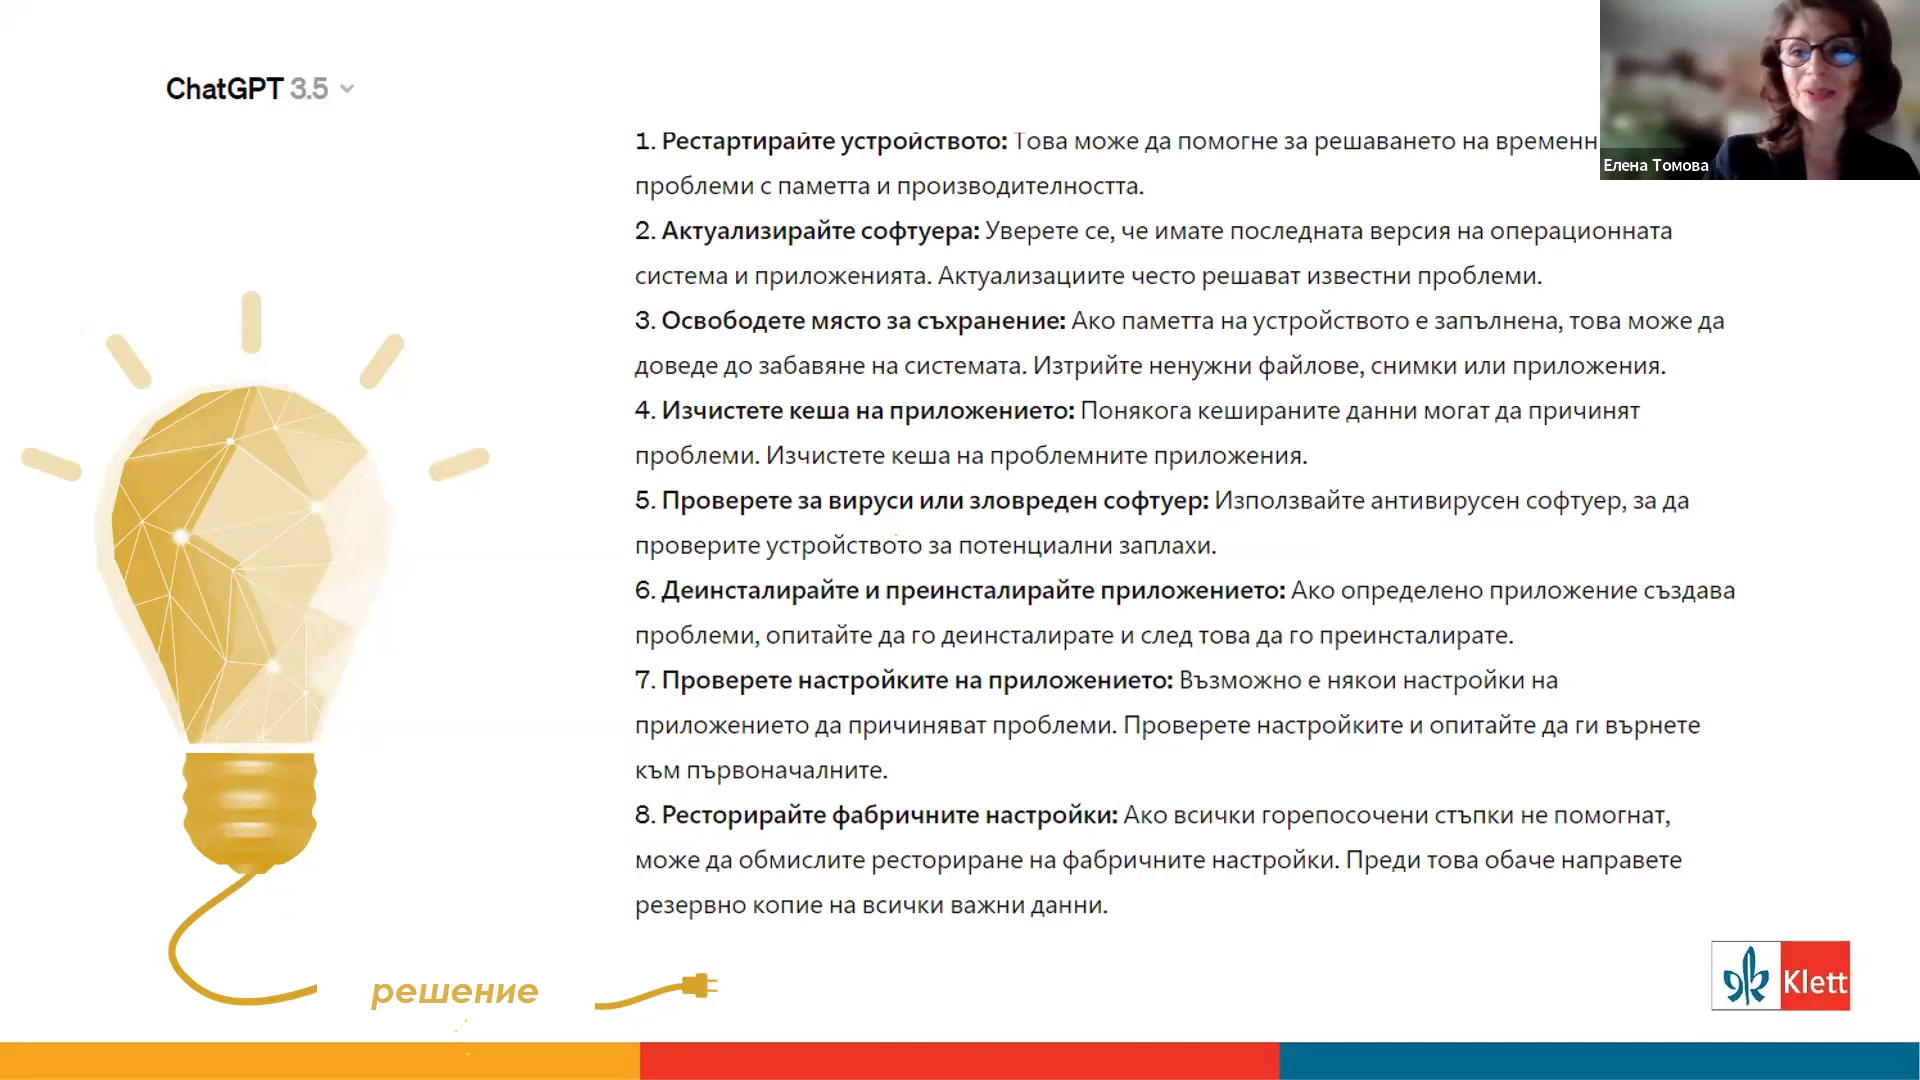 ChatGPT 3.5
Елена Томова
1. Рестартирайте устройството: Това може да помогне за решаването на временн
проблеми с паметта и производителността.
2. Актуализирайте софтуера: Уверете се, че имате последната версия на операционната
система и приложенията. Актуализациите често решават известни проблеми.
3. Освободете място за съхранение: Ако паметта на устройството е запълнена, това може да
доведе до забавяне на системата. Изтрийте ненужни файлове, снимки или приложения.
4. Изчистете кеша на приложението: Понякога кешираните данни могат да причинят
проблеми. Изчистете кеша на проблемните приложения.
5. Проверете за вируси или зловреден софтуер: Използвайте антивирусен софтуер, за да
проверите устройството за потенциални заплахи.
6. Деинсталирайте и преинсталирайте приложението: Ако определено приложение създава
проблеми, опитайте да го деинсталирате и след това да го преинсталирате.
7. Проверете настройките на приложението: Възможно е някои настройки на
приложението да причиняват проблеми. Проверете настройките и опитайте да ги върнете
към първоначалните.
8. Ресторирайте фабричните настройки: Ако всички горепосочени стъпки не помогнат,
може да обмислите ресториране на фабричните настройки. Преди това обаче направете
резервно копие на всички важни данни.
решение
Klett